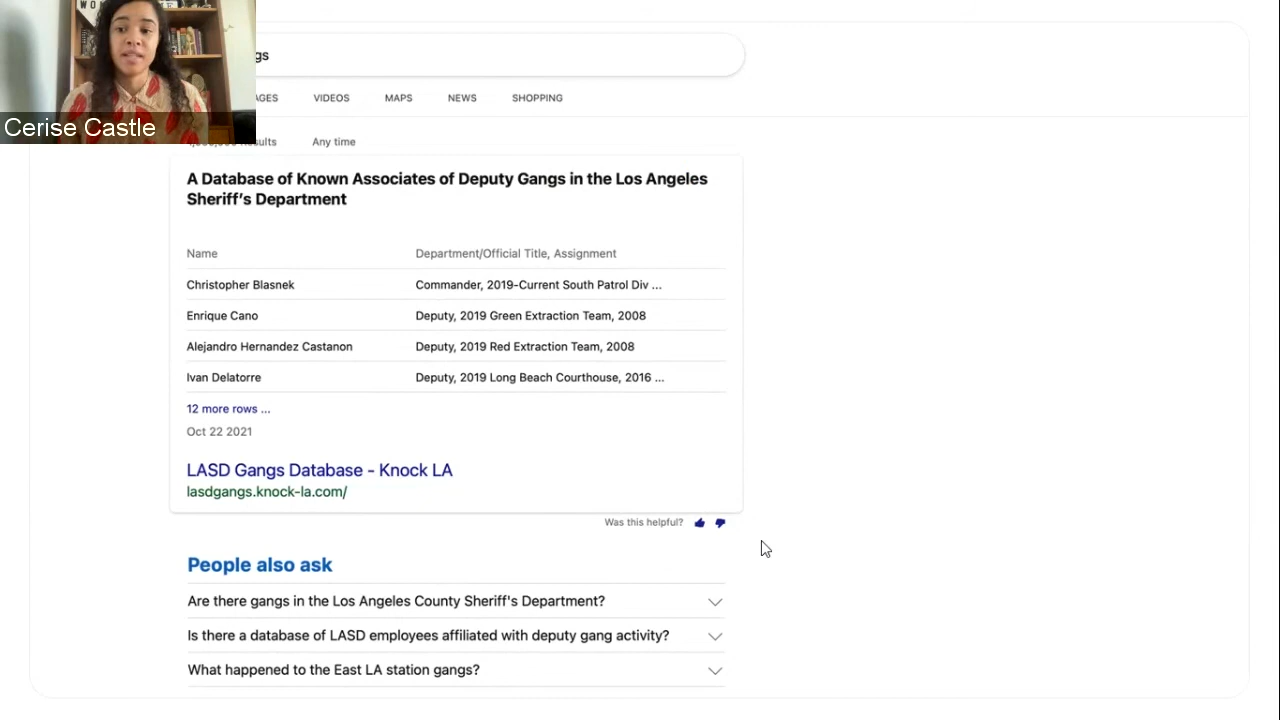 WO
gs
Cerise Castle
AGES VIDEOS MAPS NEWS SHOPPING
Results Any time
A Database of Known Associates of Deputy Gangs in the Los Angeles
Sheriff’s Department
Name Department/Official Title, Assignment
Christopher Blasnek Commander, 2019-Current South Patrol Div ...
Enrique Cano Deputy, 2019 Green Extraction Team, 2008
Alejandro Hernandez Castanon Deputy, 2019 Red Extraction Team, 2008
Ivan Delatorre Deputy, 2019 Long Beach Courthouse, 2016 ...
12 more rows ...
Oct 22 2021
LASD Gangs Database - Knock LA
lasdgangs.knock-la.com/
Was this helpful?
People also ask
Are there gangs in the Los Angeles County Sheriff's Department?
Is there a database of LASD employees affiliated with deputy gang activity?
What happened to the East LA station gangs?